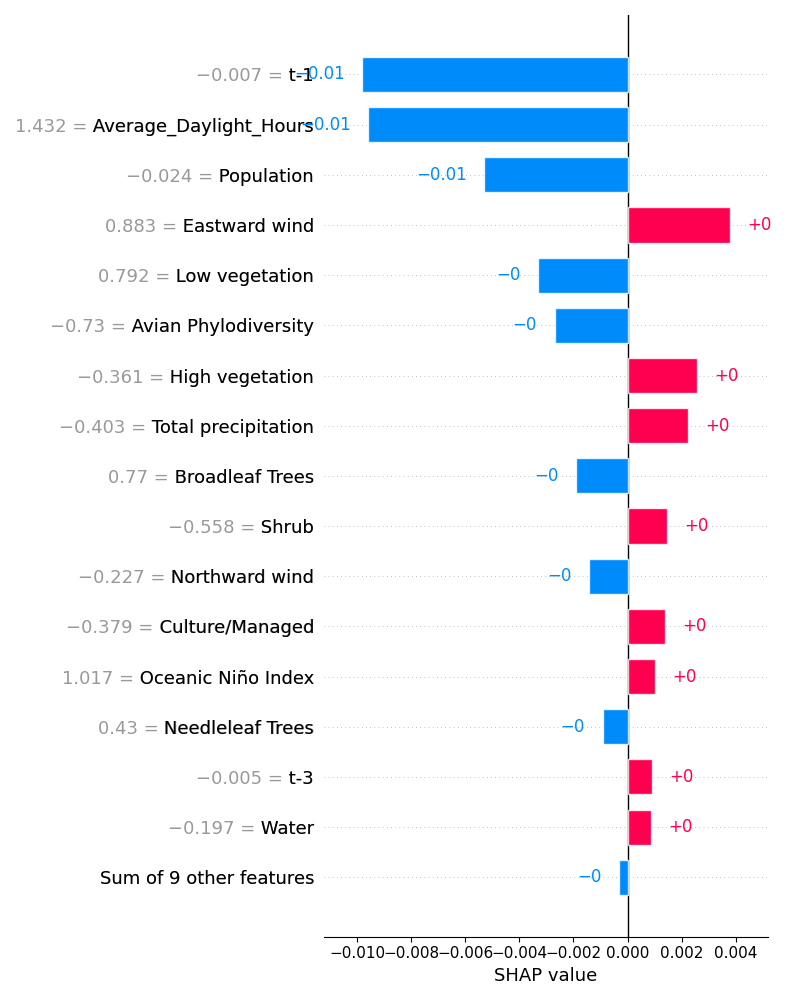 −0.007 = t-1 −0.01
1.432 = Average_Daylight_Hours −0.01
−0.024 = Population −0.01
0.883 = Eastward wind +0
0.792 = Low vegetation −0
−0.73 = Avian Phylodiversity −0
−0.361 = High vegetation +0
−0.403 = Total precipitation +0
0.77 = Broadleaf Trees −0
−0.558 = Shrub +0
−0.227 = Northward wind −0
−0.379 = Culture/Managed +0
1.017 = Oceanic Niño Index +0
0.43 = Needleleaf Trees −0
−0.005 = t-3 +0
−0.197 = Water +0
Sum of 9 other features −0
−0.010 −0.008 −0.006 −0.004 −0.002 0.000 0.002 0.004
SHAP value